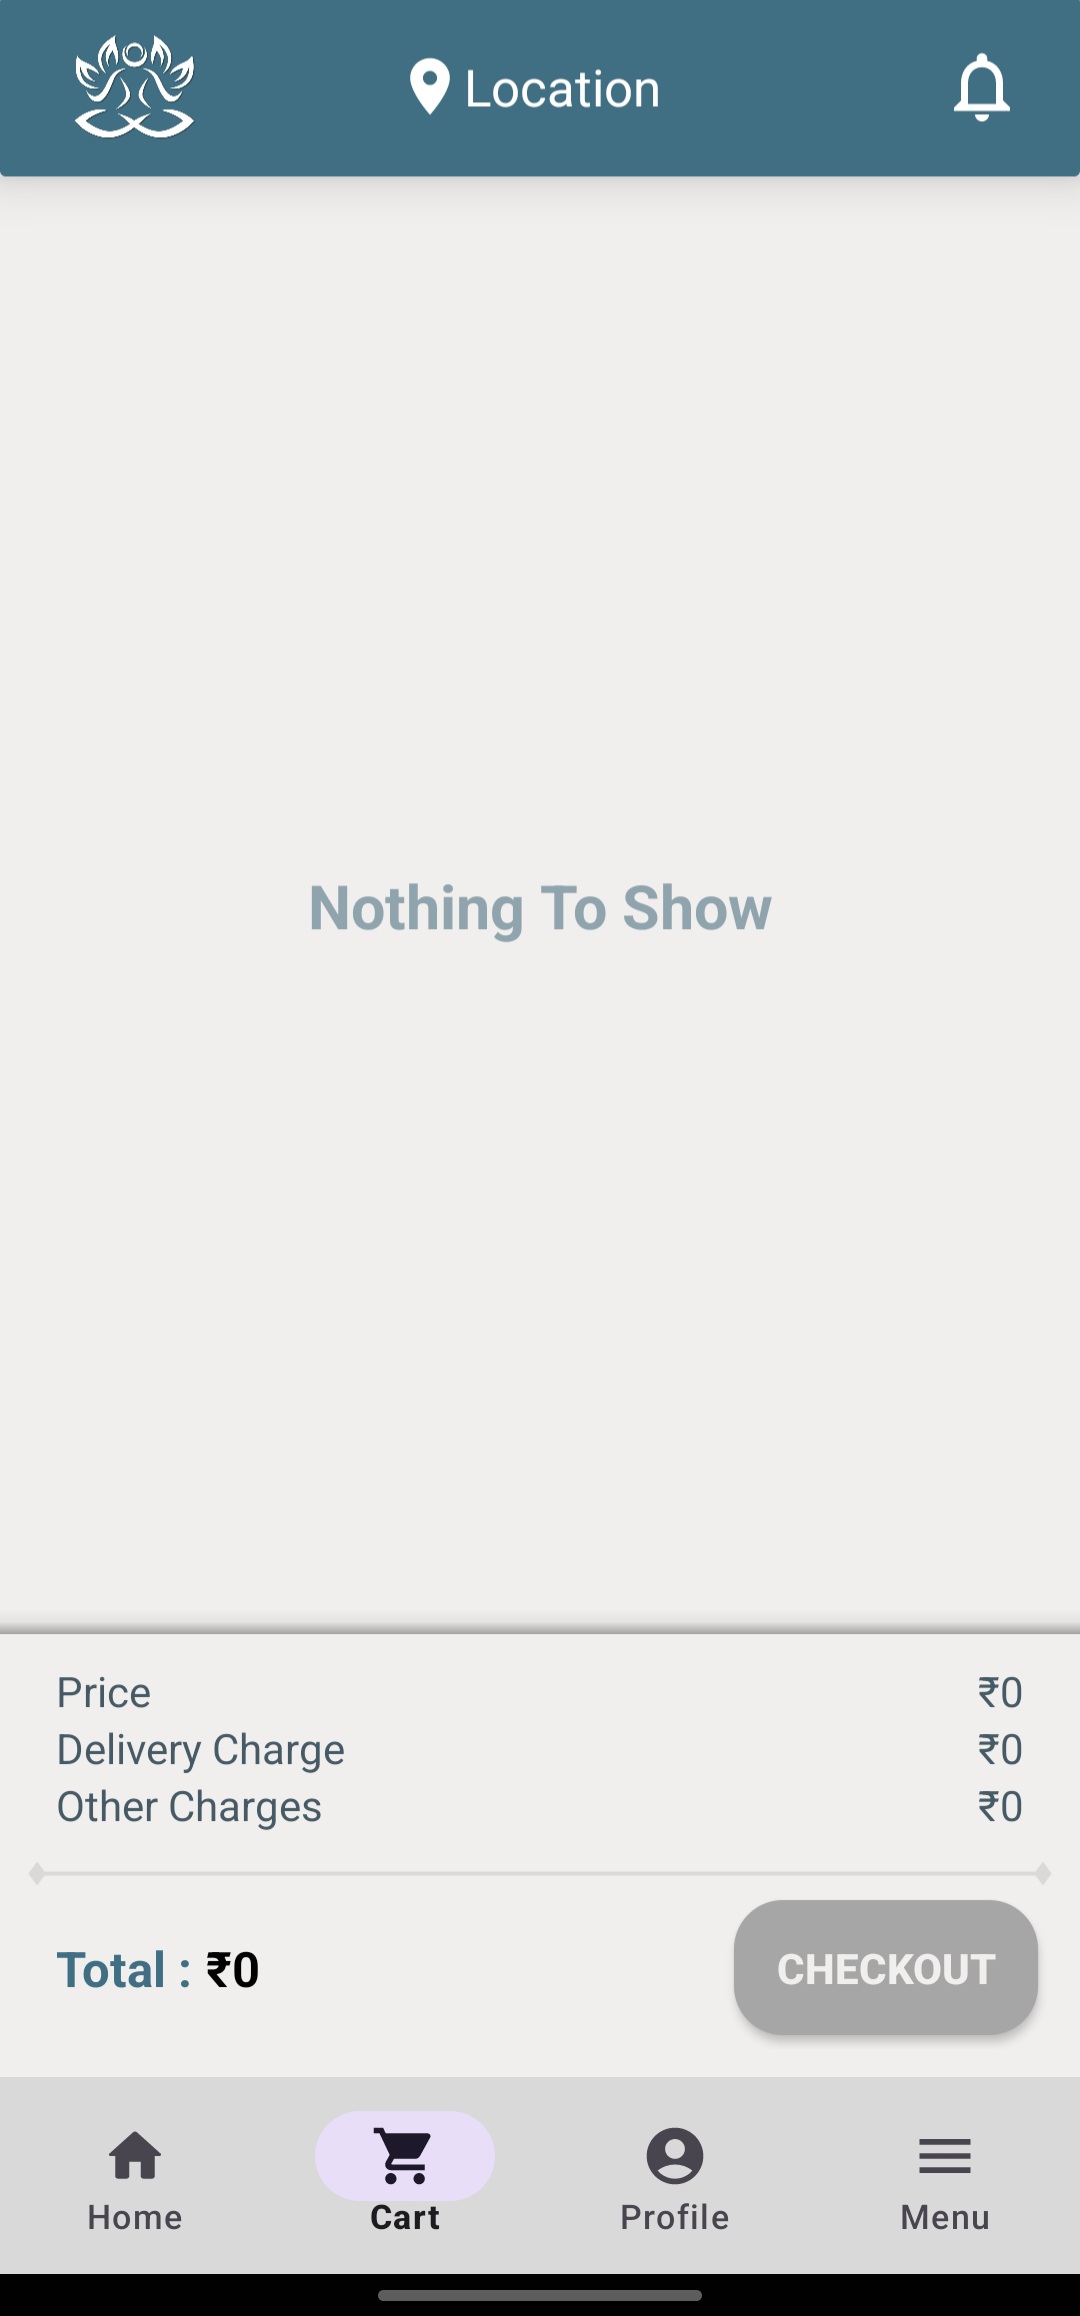 Location
Nothing To Show
Price ₹0
Delivery Charge ₹0
Other Charges ₹0
Total : ₹0
CHECKOUT
Home Cart Profile Menu